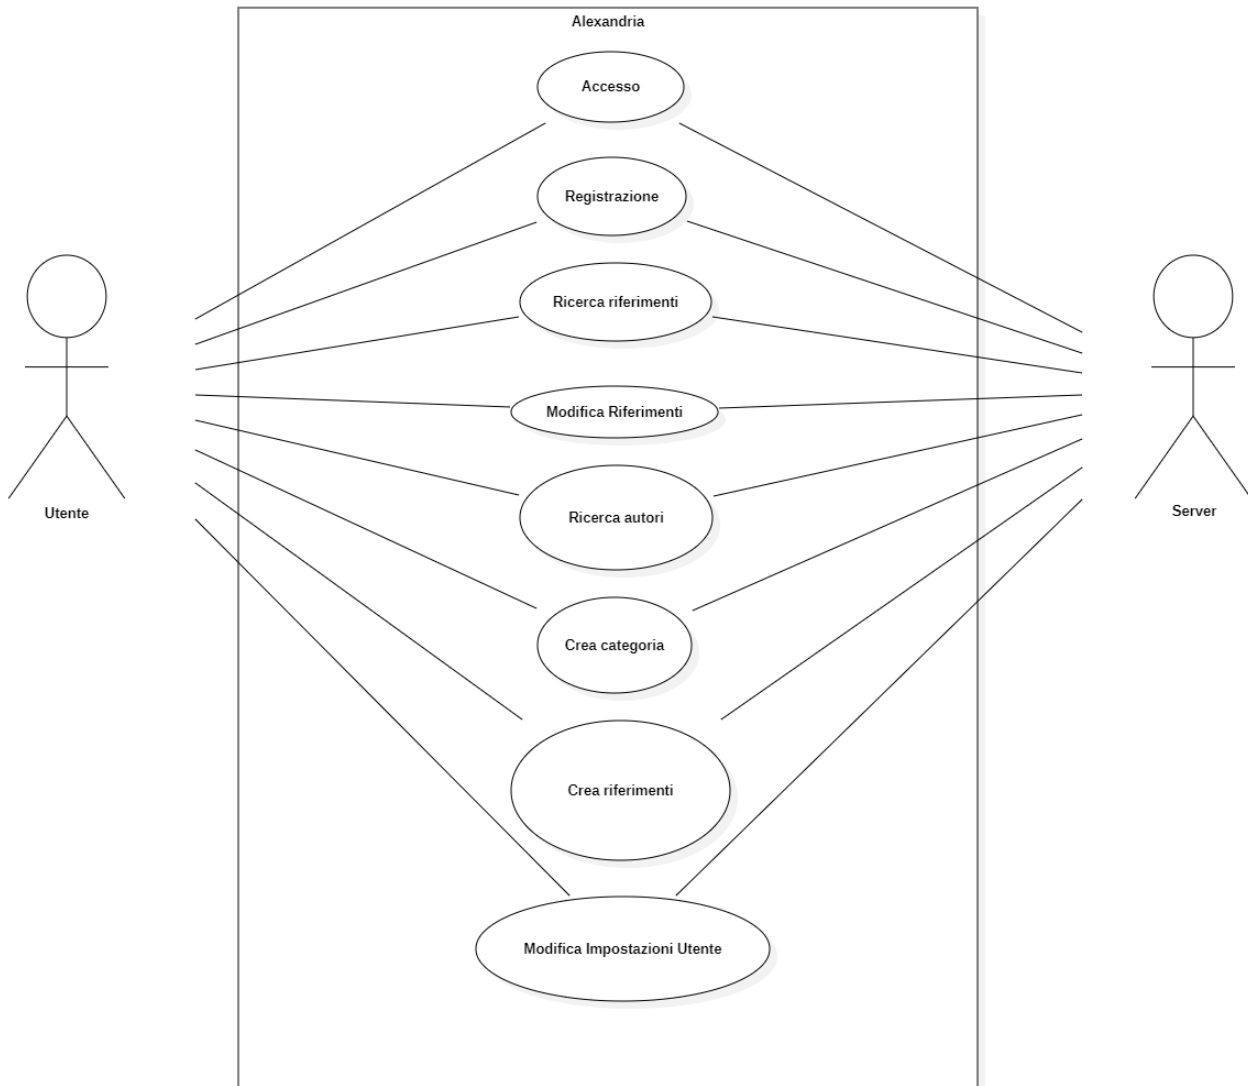 Alexandria
Accesso
Registrazione
Ricerca riferimenti
Modifica Riferimenti
Ricerca autori
Crea categoria
Crea riferimenti
Modifica Impostazioni Utente
Utente
Server